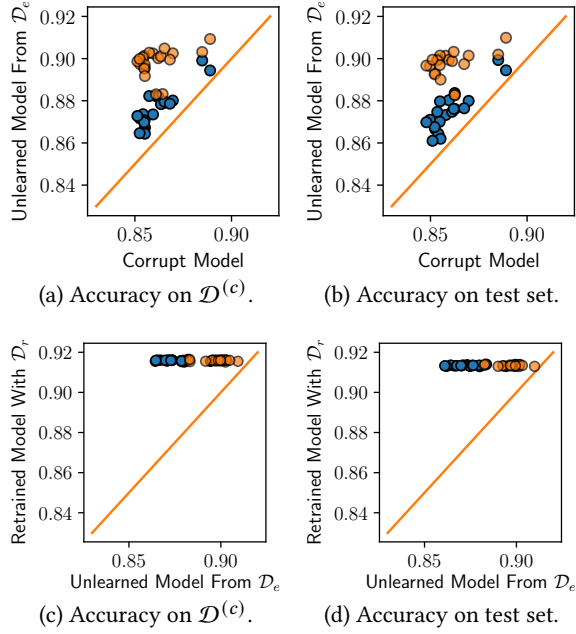 0.92
0.90
0.88
0.86
0.84
0.85
0.90
Unlearned Model From 𝒟ₑ
Corrupt Model
(a) Accuracy on 𝒟⁽ᶜ⁾.
0.92
0.90
0.88
0.86
0.84
0.85
0.90
Unlearned Model From 𝒟ₑ
Corrupt Model
(b) Accuracy on test set.
0.92
0.90
0.88
0.86
0.84
0.85
0.90
Retrained Model With 𝒟ᵣ
Unlearned Model From 𝒟ₑ
(c) Accuracy on 𝒟⁽ᶜ⁾.
0.92
0.90
0.88
0.86
0.84
0.85
0.90
Retrained Model With 𝒟ᵣ
Unlearned Model From 𝒟ₑ
(d) Accuracy on test set.